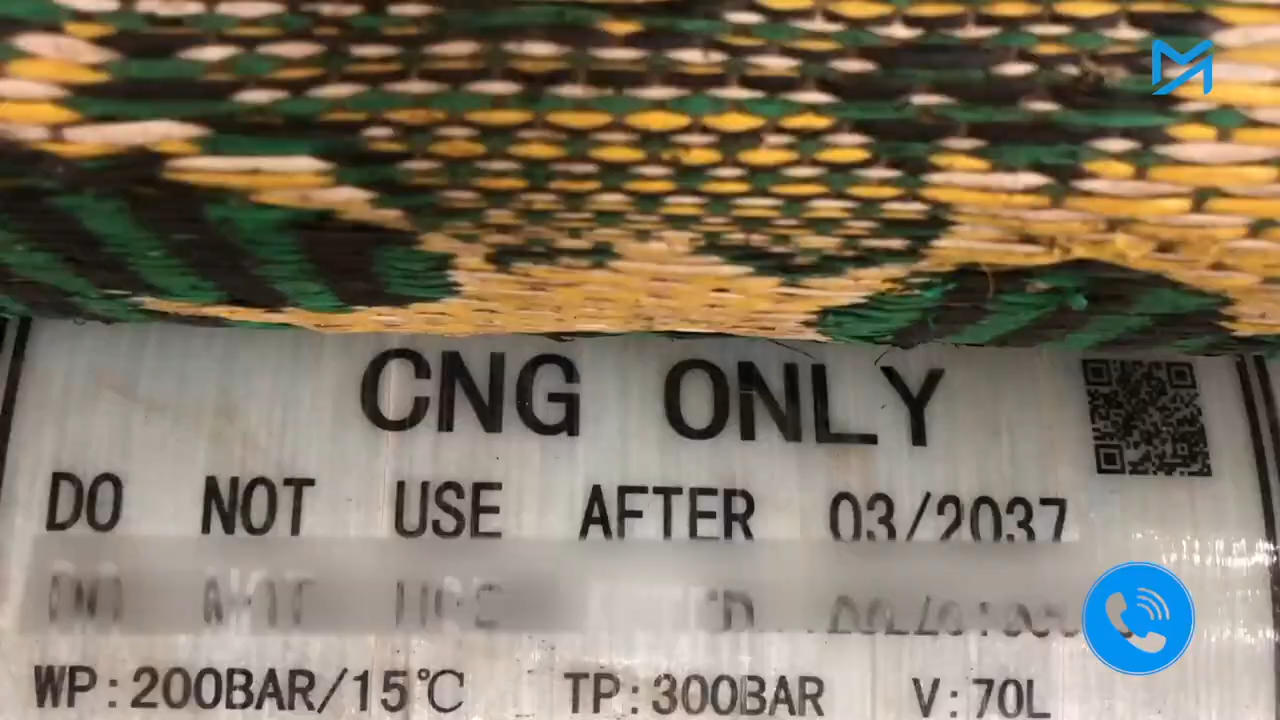 CNG ONLY
DO NOT USE AFTER 03/2037
WP:200BAR/15℃ TP:300BAR V:70L